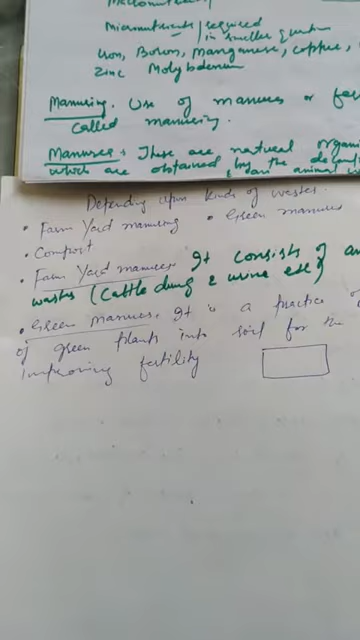 Micronutrients / required
in smaller quantity
Iron, Boron, Manganese, copper,
Zinc Molybdenum
Manuring. Use of manures or
called manuring.
Manures. These are natural
which are obtained by the
animal
Depending upon kinds of wastes.
• Farm Yard manuring • Green manures
• Compost
• Farm Yard manures. It consists of
wastes (Cattle dung & urine etc)
• Green manures. It is a practice of
of green plants into soil for the
improving fertility